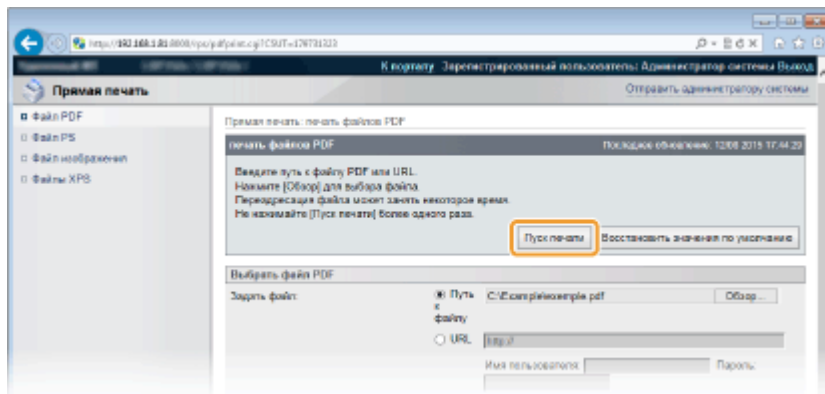 К порталу Зарегистрированный пользователь: Администратор системы Выход
Прямая печать
Отправить администратору системы
Файл PDF
Файл PS
Файл изображения
Файлы XPS
Прямая печать: печать файлов PDF
печать файлов PDF
Последнее обновление: 12/06 2015 17:44:29
Введите путь к файлу PDF или URL.
Нажмите [Обзор] для выбора файла.
Переадресация файла может занять некоторое время.
Не нажимайте [Пуск печати] более одного раза.
Пуск печати
Восстановить значения по умолчанию
Выбрать файл PDF
Задать файл:
Путь к файлу
C:\Example\example.pdf
Обзор...
URL
http://
Имя пользователя:
Пароль: